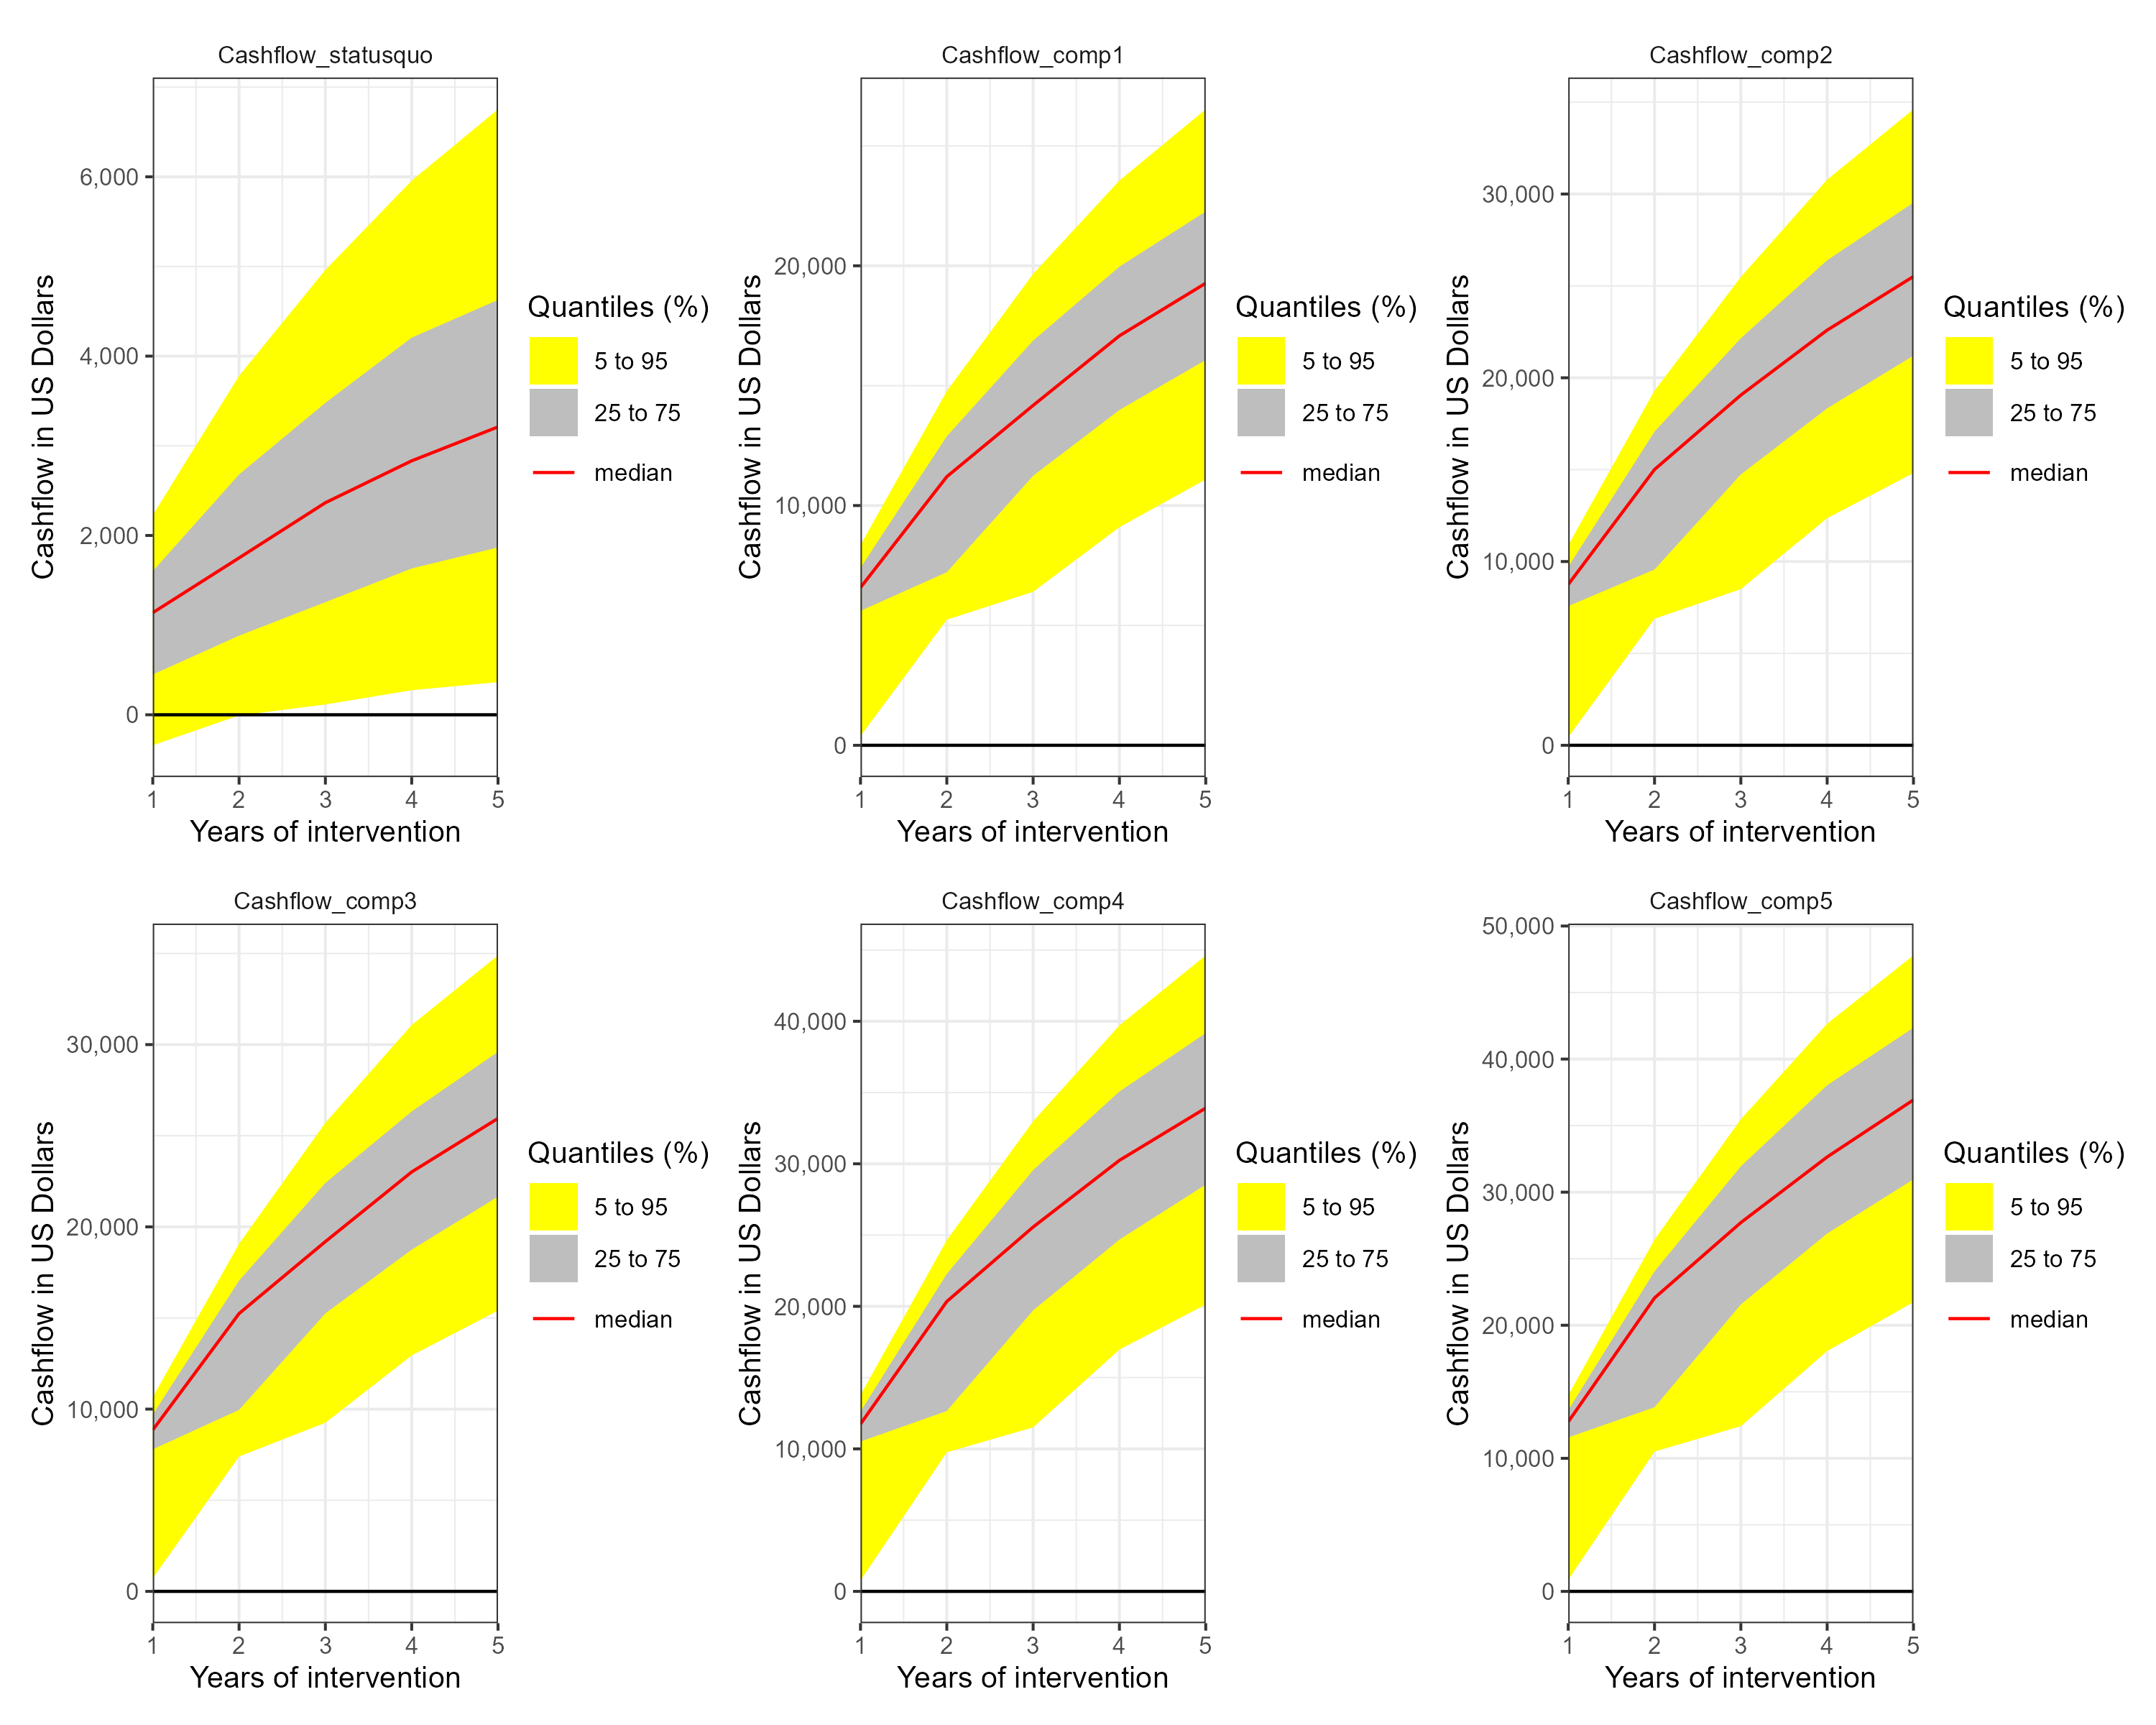 Cashflow_statusquo
Cashflow in US Dollars
6,000
4,000
2,000
0
1 2 3 4 5
Years of intervention
Quantiles (%)
5 to 95
25 to 75
median
Cashflow_comp1
Cashflow in US Dollars
20,000
10,000
0
1 2 3 4 5
Years of intervention
Quantiles (%)
5 to 95
25 to 75
median
Cashflow_comp2
Cashflow in US Dollars
30,000
20,000
10,000
0
1 2 3 4 5
Years of intervention
Quantiles (%)
5 to 95
25 to 75
median
Cashflow_comp3
Cashflow in US Dollars
30,000
20,000
10,000
0
1 2 3 4 5
Years of intervention
Quantiles (%)
5 to 95
25 to 75
median
Cashflow_comp4
Cashflow in US Dollars
40,000
30,000
20,000
10,000
0
1 2 3 4 5
Years of intervention
Quantiles (%)
5 to 95
25 to 75
median
Cashflow_comp5
Cashflow in US Dollars
50,000
40,000
30,000
20,000
10,000
0
1 2 3 4 5
Years of intervention
Quantiles (%)
5 to 95
25 to 75
median